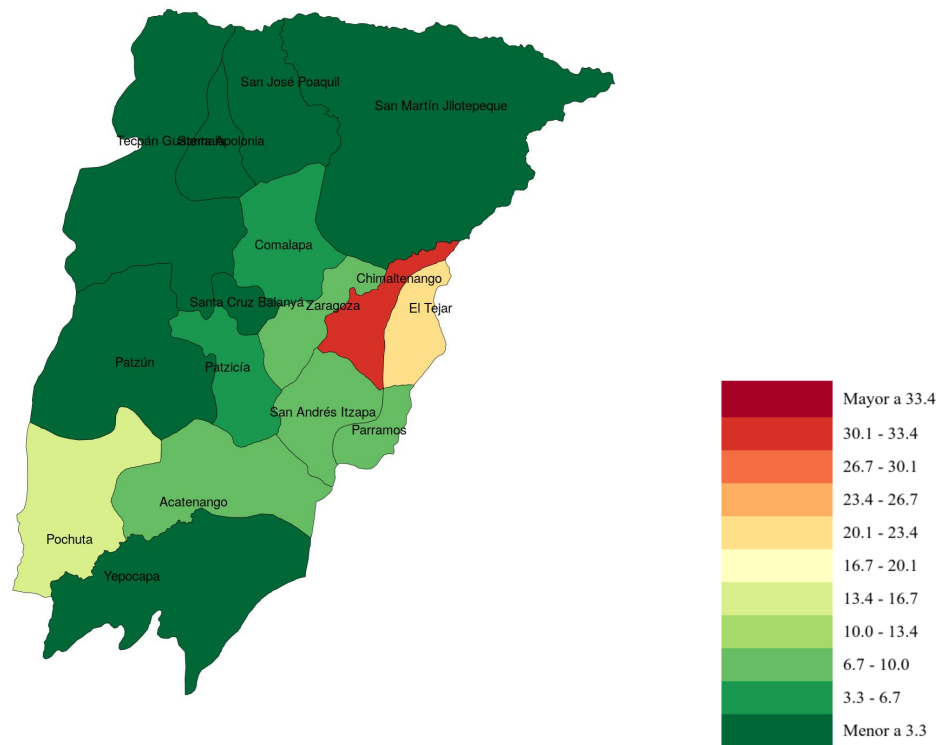 San José Poaquil
San Martín Jilotepeque
Tecpán Guatemala
Santa Apolonia
Comalapa
Chimaltenango
Santa Cruz Balanyá
Zaragoza
El Tejar
Patzún
Patzicía
San Andrés Itzapa
Parramos
Acatenango
Pochuta
Yepocapa
Mayor a 33.4
30.1 - 33.4
26.7 - 30.1
23.4 - 26.7
20.1 - 23.4
16.7 - 20.1
13.4 - 16.7
10.0 - 13.4
6.7 - 10.0
3.3 - 6.7
Menor a 3.3